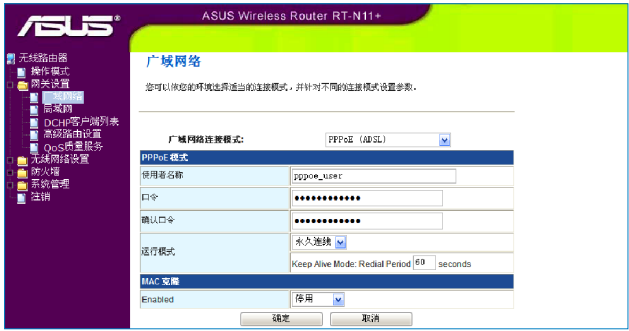 ASUS
ASUS Wireless Router RT-N11+
无线路由器
操作模式
网关设置
广域网络
局域网
DCHP客户端列表
高级路由设置
QoS质量服务
无线网络设置
防火墙
系统管理
注销
广域网络
您可以依您的环境选择适当的连接模式，并针对不同的连接模式设置参数。
广域网络连接模式: PPPoE (ADSL)
PPPoE 模式
使用者名称 pppoe_user
口令 ●●●●●●●●●●●●
确认口令 ●●●●●●●●●●●●
运行模式 永久连线
Keep Alive Mode: Redial Period 60 seconds
MAC 克隆
Enabled 停用
确定 取消